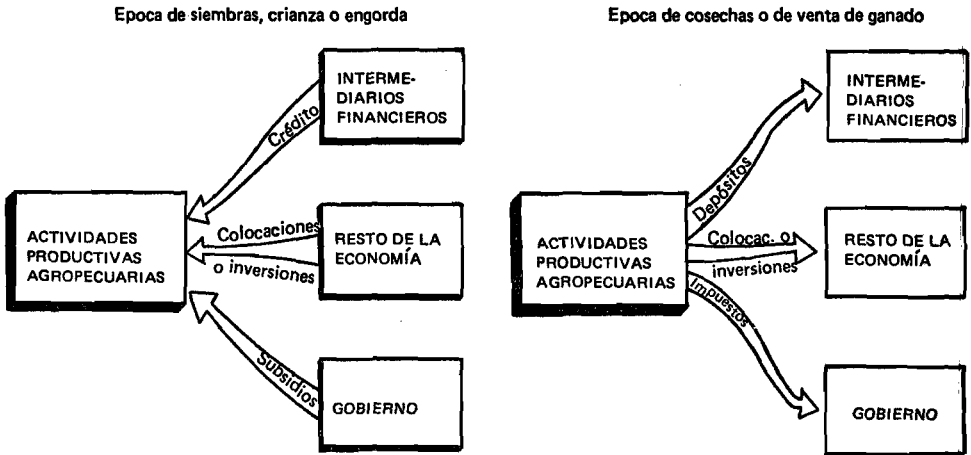 Epoca de siembras, crianza o engorda
INTERME-
DIARIOS
FINANCIEROS
Crédito
ACTIVIDADES
PRODUCTIVAS
AGROPECUARIAS
Colocaciones
o inversiones
RESTO DE LA
ECONOMÍA
Subsidios
GOBIERNO
Epoca de cosechas o de venta de ganado
INTERME-
DIARIOS
FINANCIEROS
Depósitos
ACTIVIDADES
PRODUCTIVAS
AGROPECUARIAS
Colocac. o
inversiones
RESTO DE LA
ECONOMÍA
Impuestos
GOBIERNO